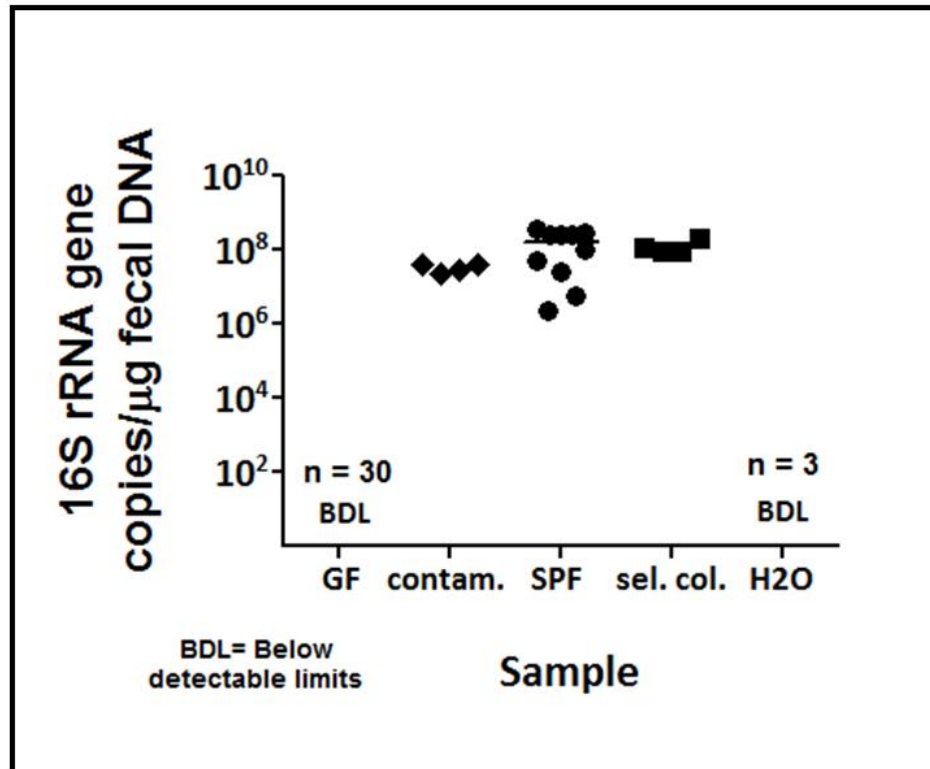 16S rRNA gene
copies/µg fecal DNA
10¹⁰
10⁸
10⁶
10⁴
10²
n = 30
BDL
n = 3
BDL
GF contam. SPF sel. col. H2O
BDL= Below
detectable limits
Sample